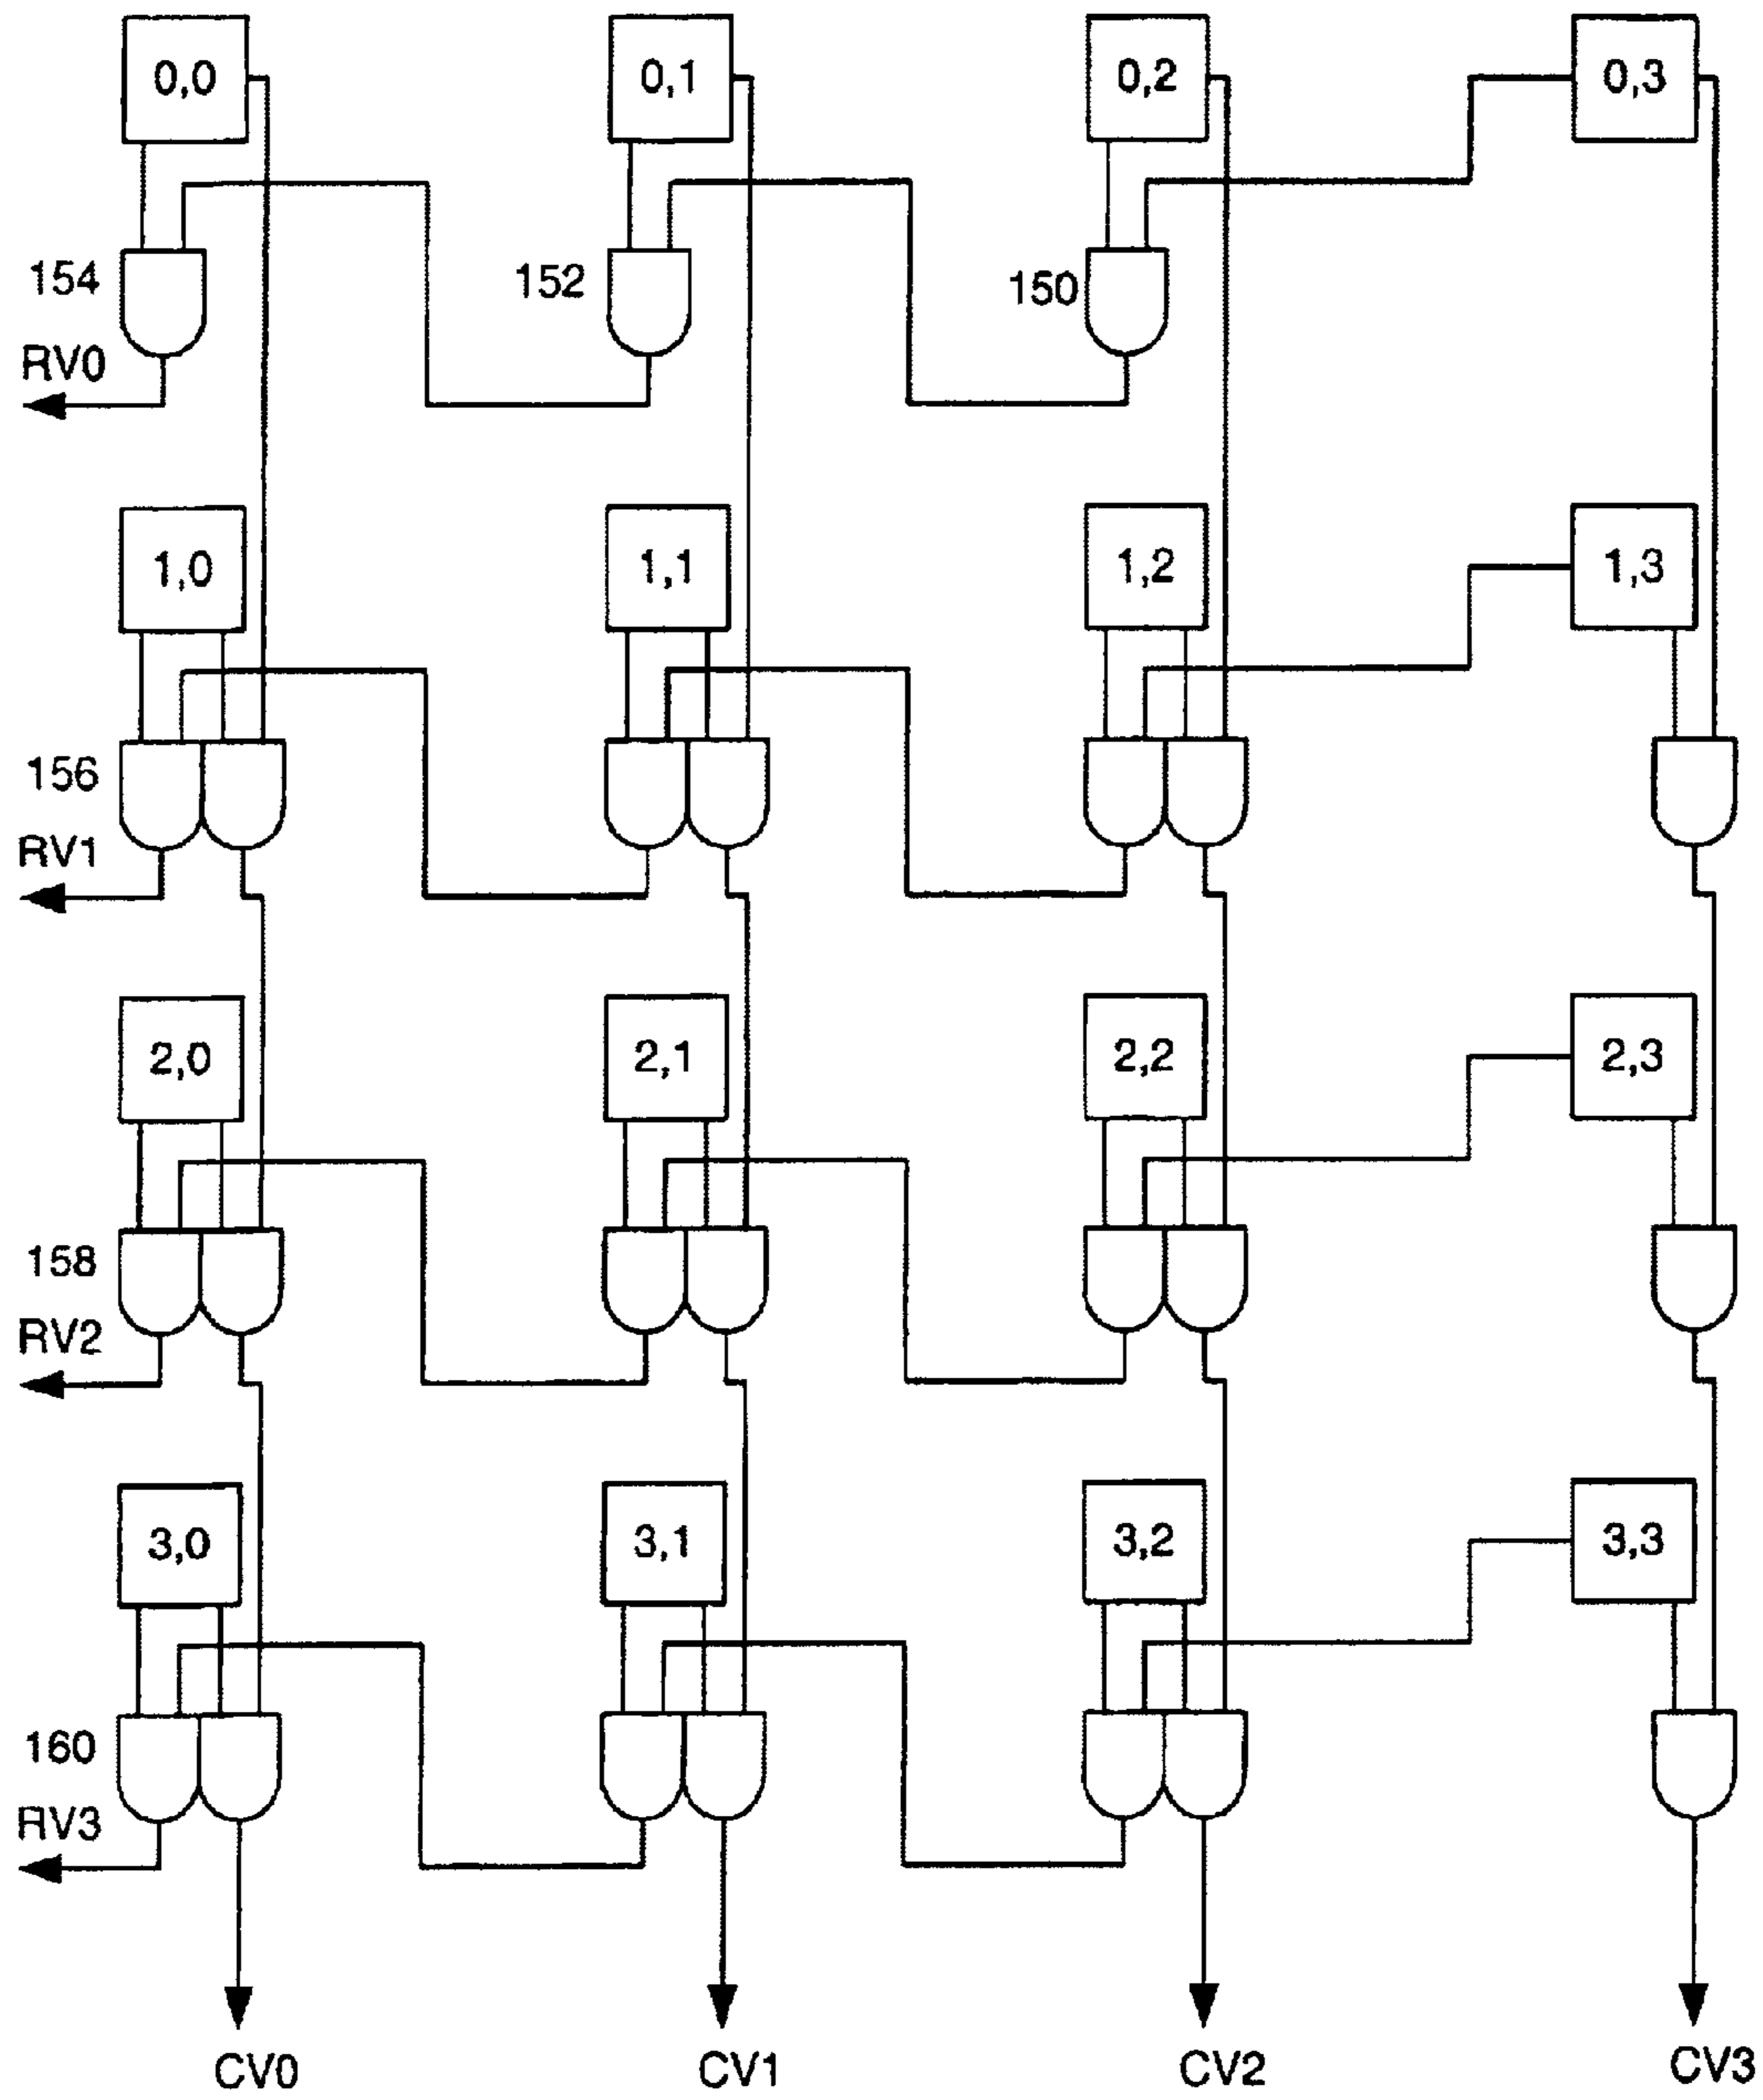 0,0 0,1 0,2 0,3
154 152 150
RV0
1,0 1,1 1,2 1,3
156
RV1
2,0 2,1 2,2 2,3
158
RV2
3,0 3,1 3,2 3,3
160
RV3
CV0 CV1 CV2 CV3